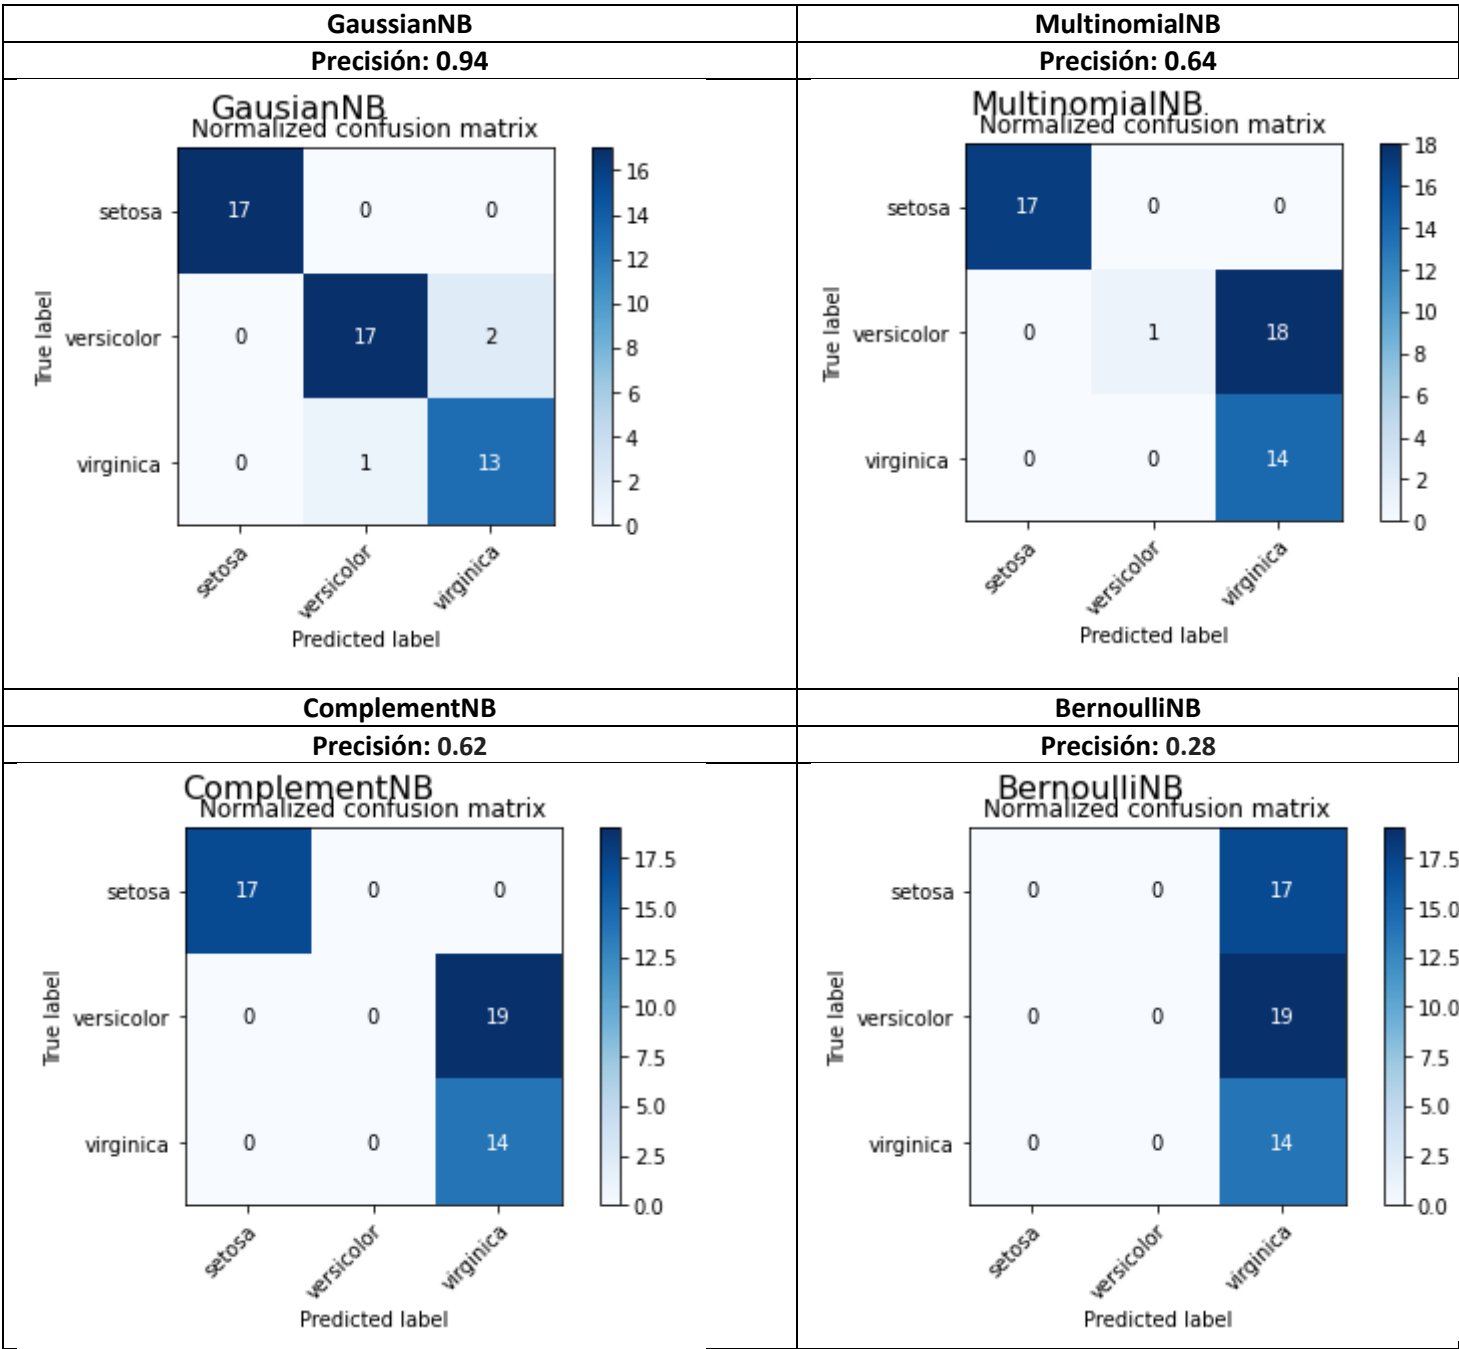 GaussianNB
Precisión: 0.94
GausianNB
Normalized confusion matrix
setosa 17 0 0
versicolor 0 17 2
virginica 0 1 13
True label
16
14
12
10
8
6
4
2
0
setosa versicolor virginica
Predicted label
MultinomialNB
Precisión: 0.64
MultinomialNB
Normalized confusion matrix
setosa 17 0 0
versicolor 0 1 18
virginica 0 0 14
True label
18
16
14
12
10
8
6
4
2
0
setosa versicolor virginica
Predicted label
ComplementNB
Precisión: 0.62
ComplementNB
Normalized confusion matrix
setosa 17 0 0
versicolor 0 0 19
virginica 0 0 14
True label
17.5
15.0
12.5
10.0
7.5
5.0
2.5
0.0
setosa versicolor virginica
Predicted label
BernoulliNB
Precisión: 0.28
BernoulliNB
Normalized confusion matrix
setosa 0 0 17
versicolor 0 0 19
virginica 0 0 14
True label
17.5
15.0
12.5
10.0
7.5
5.0
2.5
0.0
setosa versicolor virginica
Predicted label